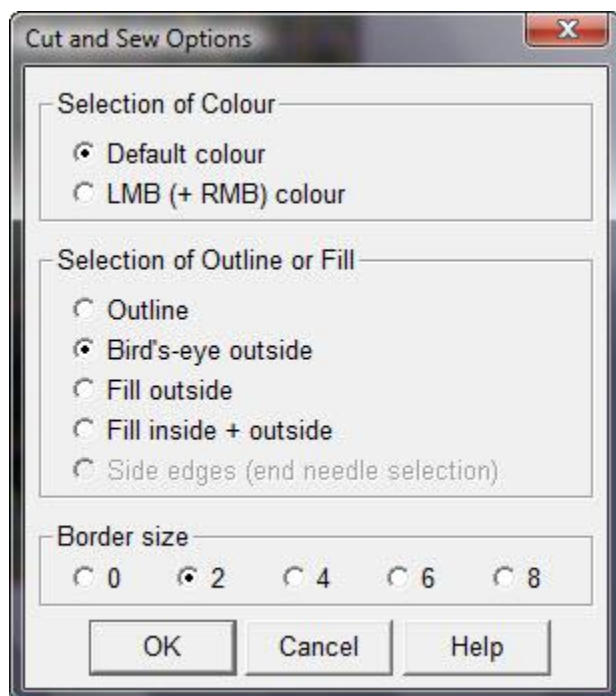 Cut and Sew Options
Selection of Colour
Default colour
LMB (+ RMB) colour
Selection of Outline or Fill
Outline
Bird's-eye outside
Fill outside
Fill inside + outside
Side edges (end needle selection)
Border size
0 2 4 6 8
OK Cancel Help